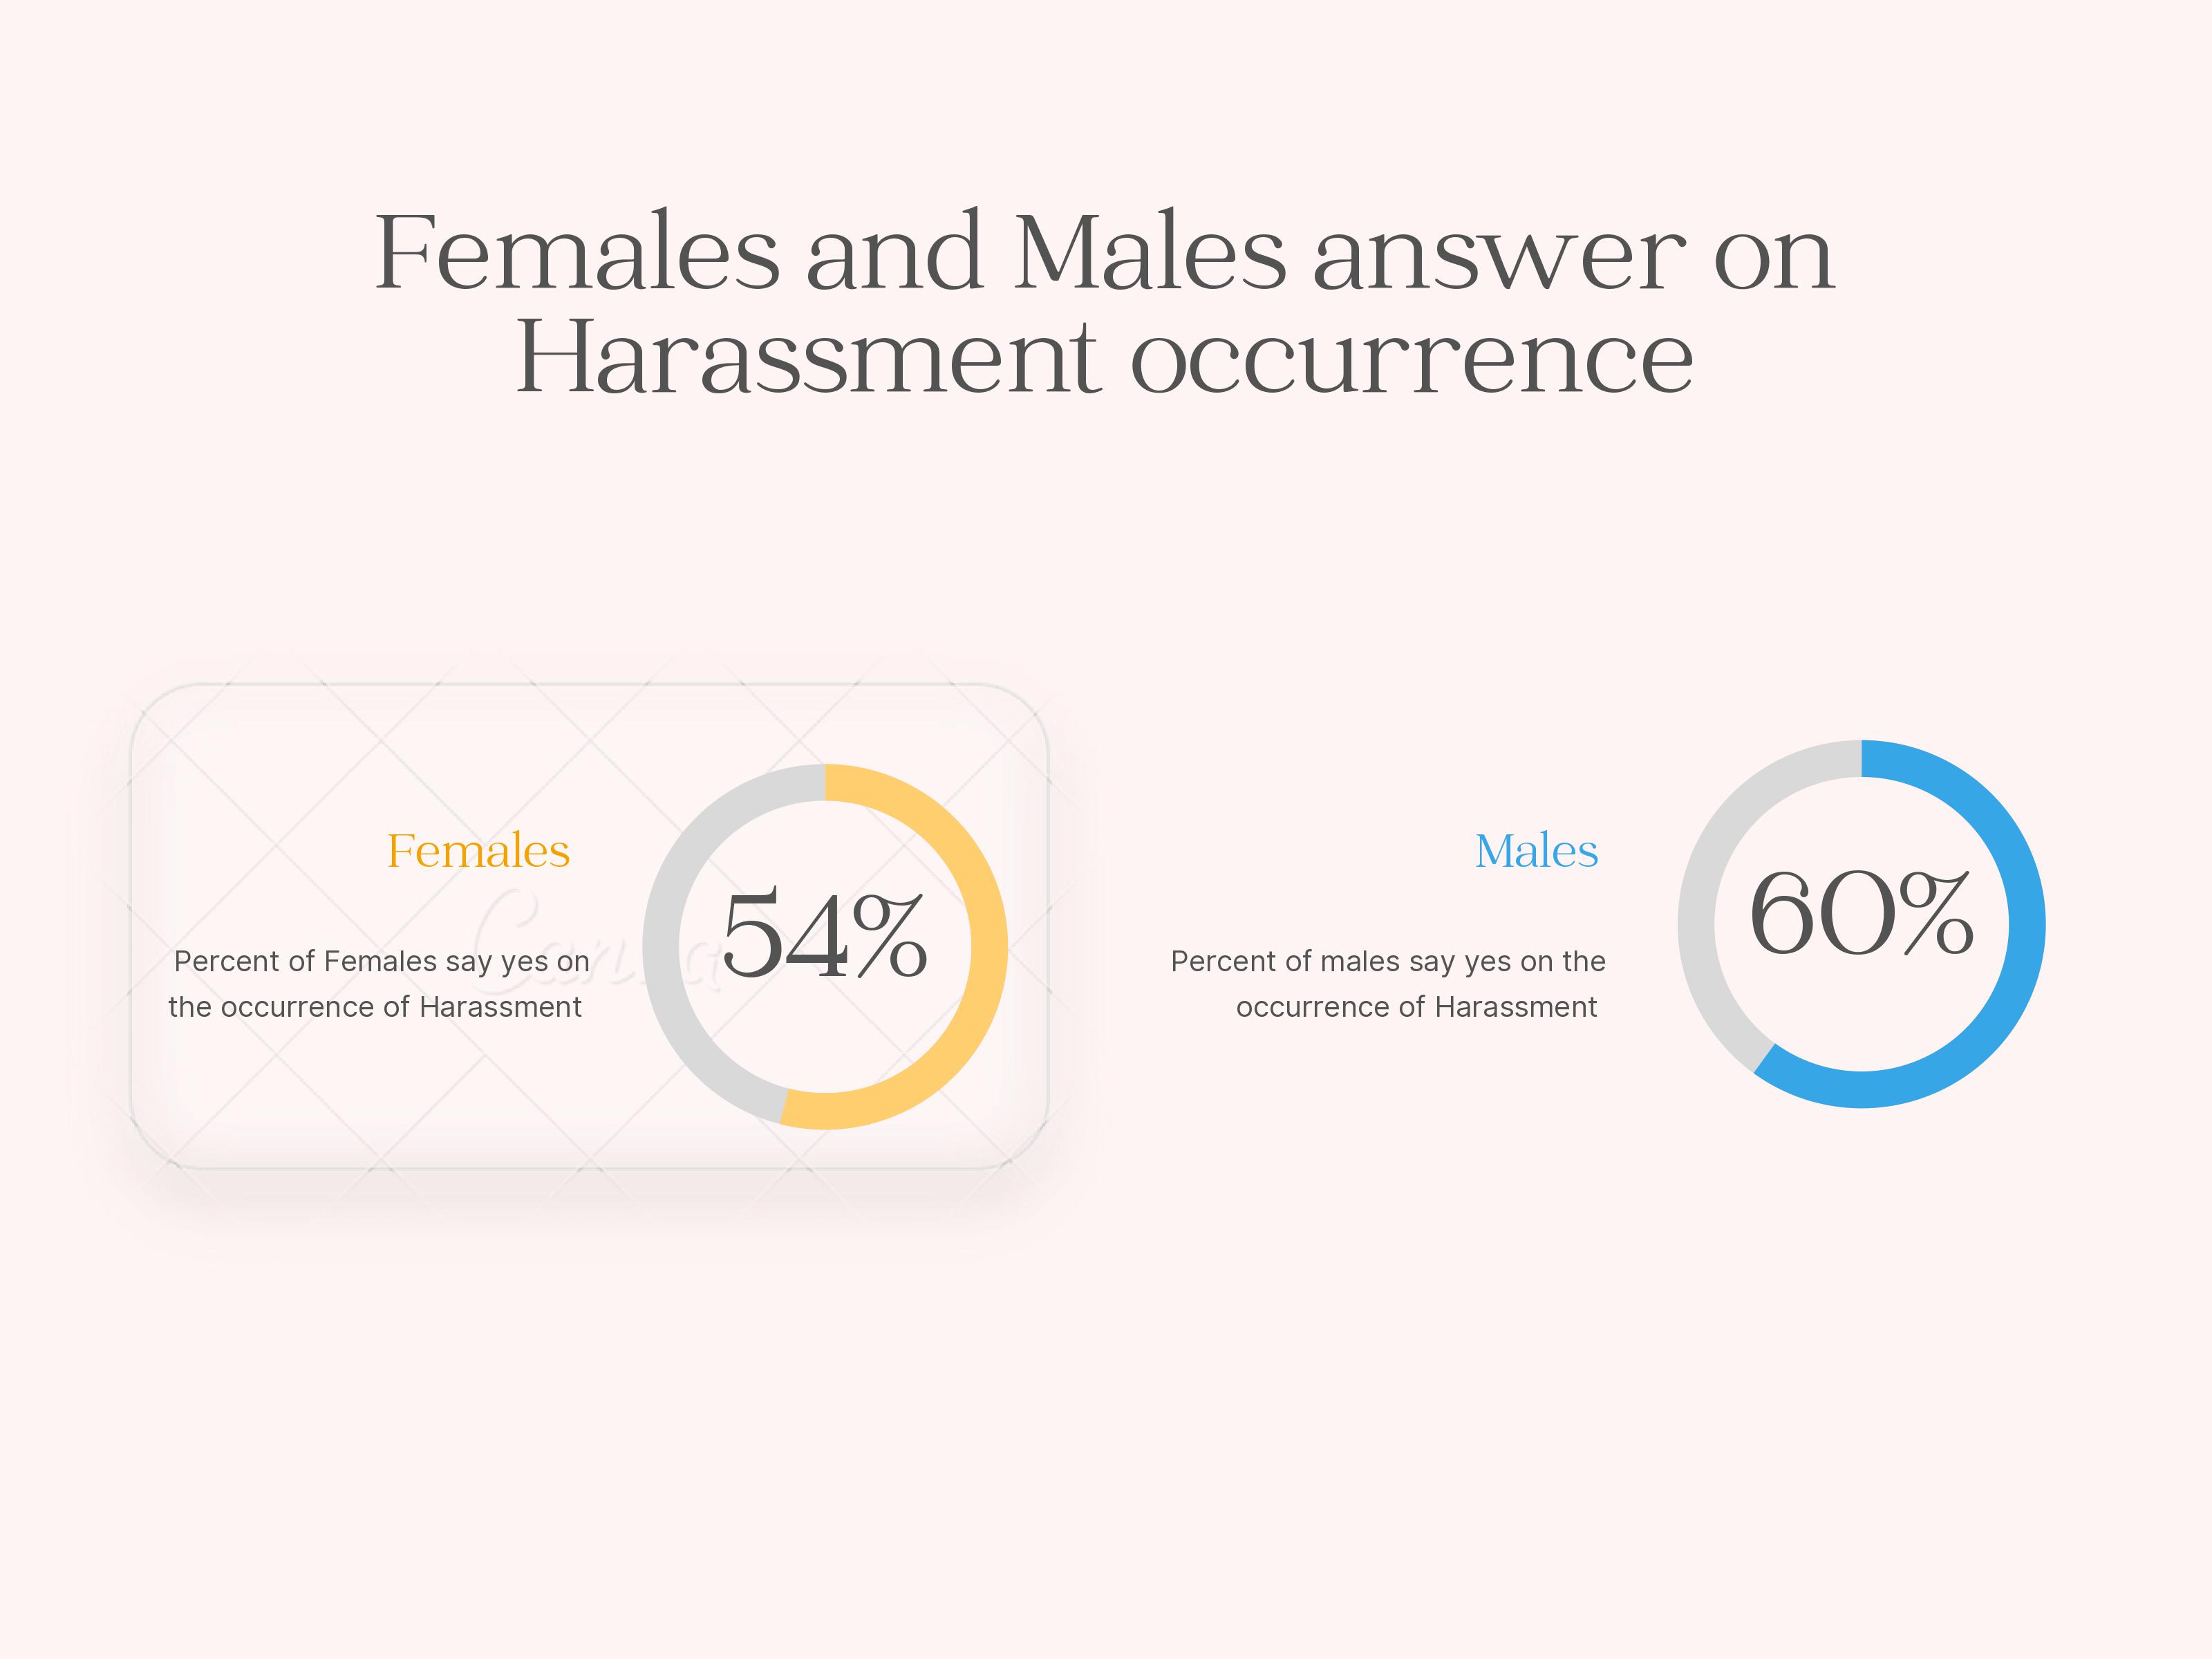 Females and Males answer on
Harassment occurrence
Females
Percent of Females say yes on
the occurrence of Harassment
54%
Canva
Males
Percent of males say yes on the
occurrence of Harassment
60%